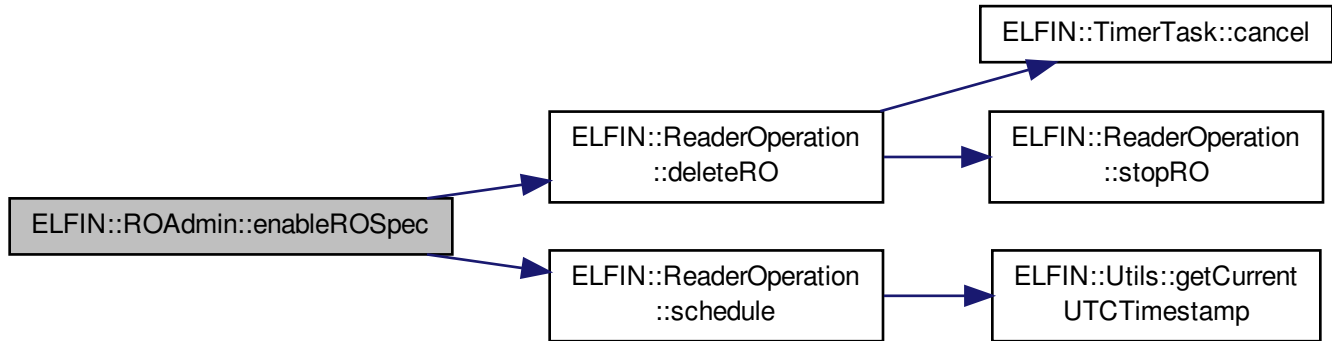 ELFIN::TimerTask::cancel
ELFIN::ReaderOperation
::deleteRO
ELFIN::ReaderOperation
::stopRO
ELFIN::ROAdmin::enableROSpec
ELFIN::ReaderOperation
::schedule
ELFIN::Utils::getCurrent
UTCTimestamp